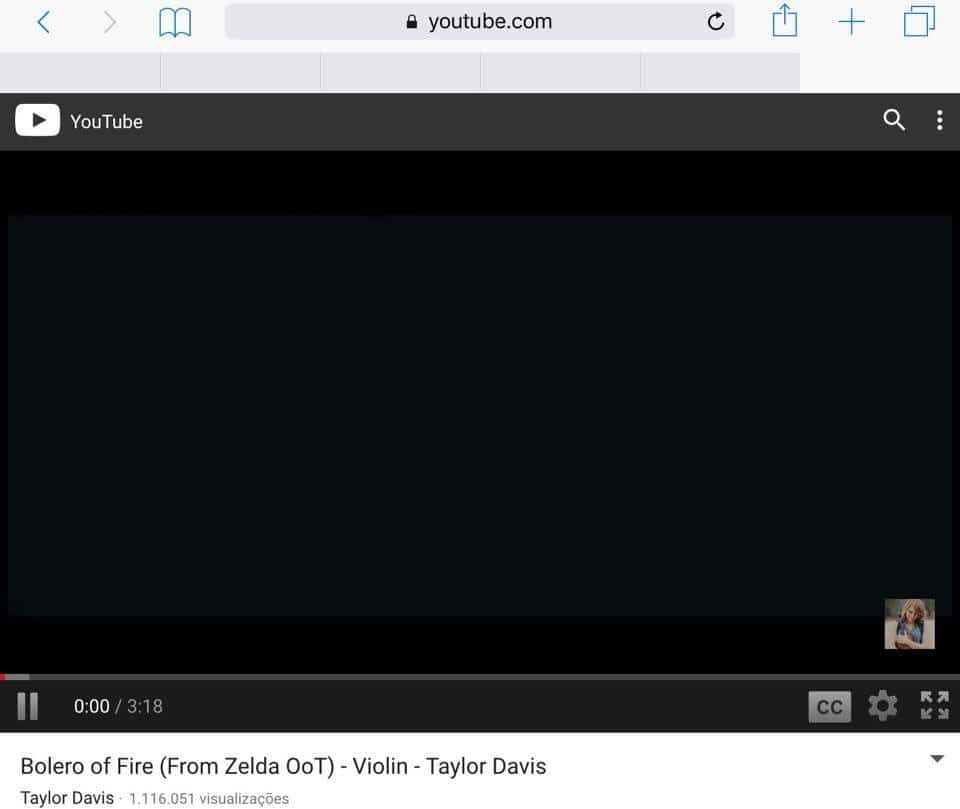 youtube.com
YouTube
0:00 / 3:18
CC
Bolero of Fire (From Zelda OoT) - Violin - Taylor Davis
Taylor Davis · 1.116.051 visualizações